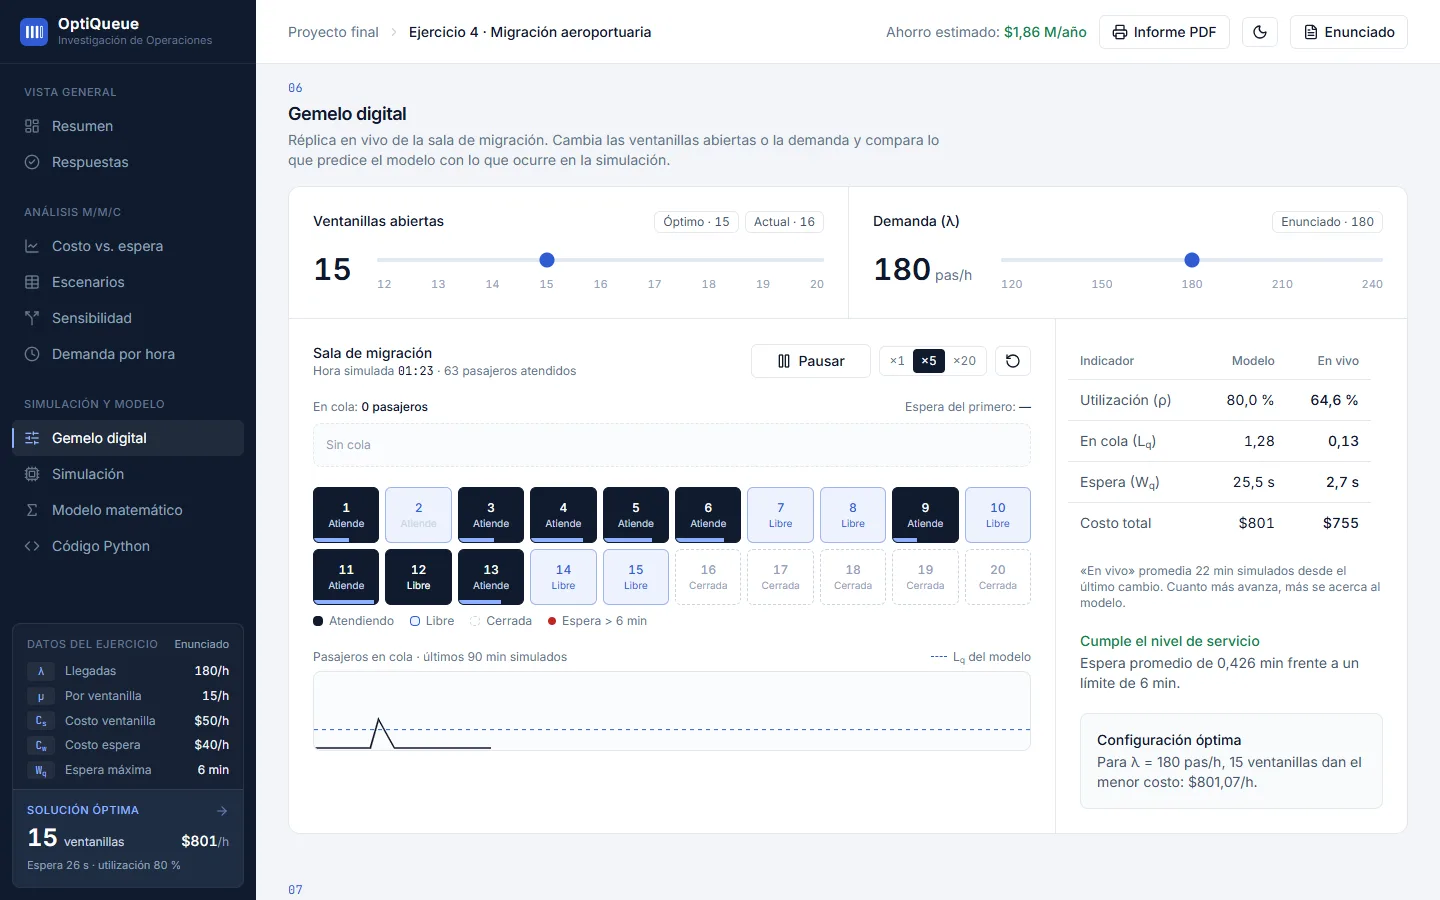 OptiQueue
Investigación de Operaciones
VISTA GENERAL
Resumen
Respuestas
ANÁLISIS M/M/C
Costo vs. espera
Escenarios
Sensibilidad
Demanda por hora
SIMULACIÓN Y MODELO
Gemelo digital
Simulación
Modelo matemático
Código Python
DATOS DEL EJERCICIO Enunciado
λ Llegadas 180/h
μ Por ventanilla 15/h
Cs Costo ventanilla $50/h
Cw Costo espera $40/h
Wq Espera máxima 6 min
SOLUCIÓN ÓPTIMA →
15 ventanillas $801/h
Espera 26 s · utilización 80 %
Proyecto final › Ejercicio 4 · Migración aeroportuaria
Ahorro estimado: $1,86 M/año
Informe PDF
Enunciado
06
Gemelo digital
Réplica en vivo de la sala de migración. Cambia las ventanillas abiertas o la demanda y compara lo
que predice el modelo con lo que ocurre en la simulación.
Ventanillas abiertas
Óptimo · 15 Actual · 16
15
12 13 14 15 16 17 18 19 20
Demanda (λ)
Enunciado · 180
180 pas/h
120 150 180 210 240
Sala de migración
Hora simulada 01:23 · 63 pasajeros atendidos
Pausar
×1 ×5 ×20
En cola: 0 pasajeros
Espera del primero: —
Sin cola
1 2 3 4 5 6 7 8 9 10
Atiende Atiende Atiende Atiende Atiende Atiende Libre Libre Atiende Libre
11 12 13 14 15 16 17 18 19 20
Atiende Libre Atiende Libre Libre Cerrada Cerrada Cerrada Cerrada Cerrada
Atendiendo Libre Cerrada Espera > 6 min
Pasajeros en cola · últimos 90 min simulados
Lq del modelo
Indicador Modelo En vivo
Utilización (ρ) 80,0 % 64,6 %
En cola (Lq) 1,28 0,13
Espera (Wq) 25,5 s 2,7 s
Costo total $801 $755
«En vivo» promedia 22 min simulados desde el
último cambio. Cuanto más avanza, más se acerca al
modelo.
Cumple el nivel de servicio
Espera promedio de 0,426 min frente a un
límite de 6 min.
Configuración óptima
Para λ = 180 pas/h, 15 ventanillas dan el
menor costo: $801,07/h.
07